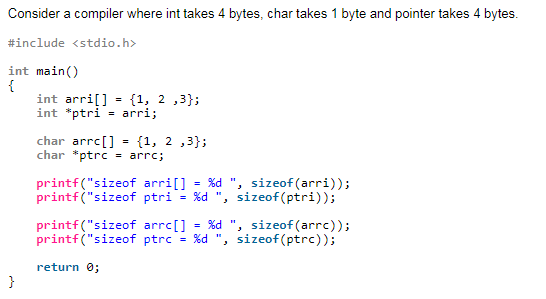 Consider a compiler where int takes 4 bytes, char takes 1 byte and pointer takes 4 bytes.
#include <stdio.h>
int main()
{
    int arri[] = {1, 2 ,3};
    int *ptri = arri;
    char arrc[] = {1, 2 ,3};
    char *ptrc = arrc;
    printf("sizeof arri[] = %d ", sizeof(arri));
    printf("sizeof ptri = %d ", sizeof(ptri));
    printf("sizeof arrc[] = %d ", sizeof(arrc));
    printf("sizeof ptrc = %d ", sizeof(ptrc));
    return 0;
}